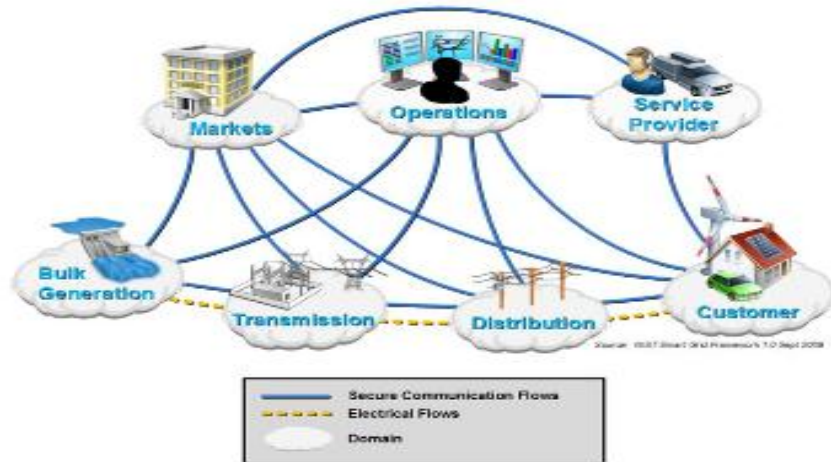 Markets
Operations
Service
Provider
Bulk
Generation
Transmission
Distribution
Customer
Source: NIST Smart Grid Framework 1.0 Sept 2009
Secure Communication Flows
Electrical Flows
Domain